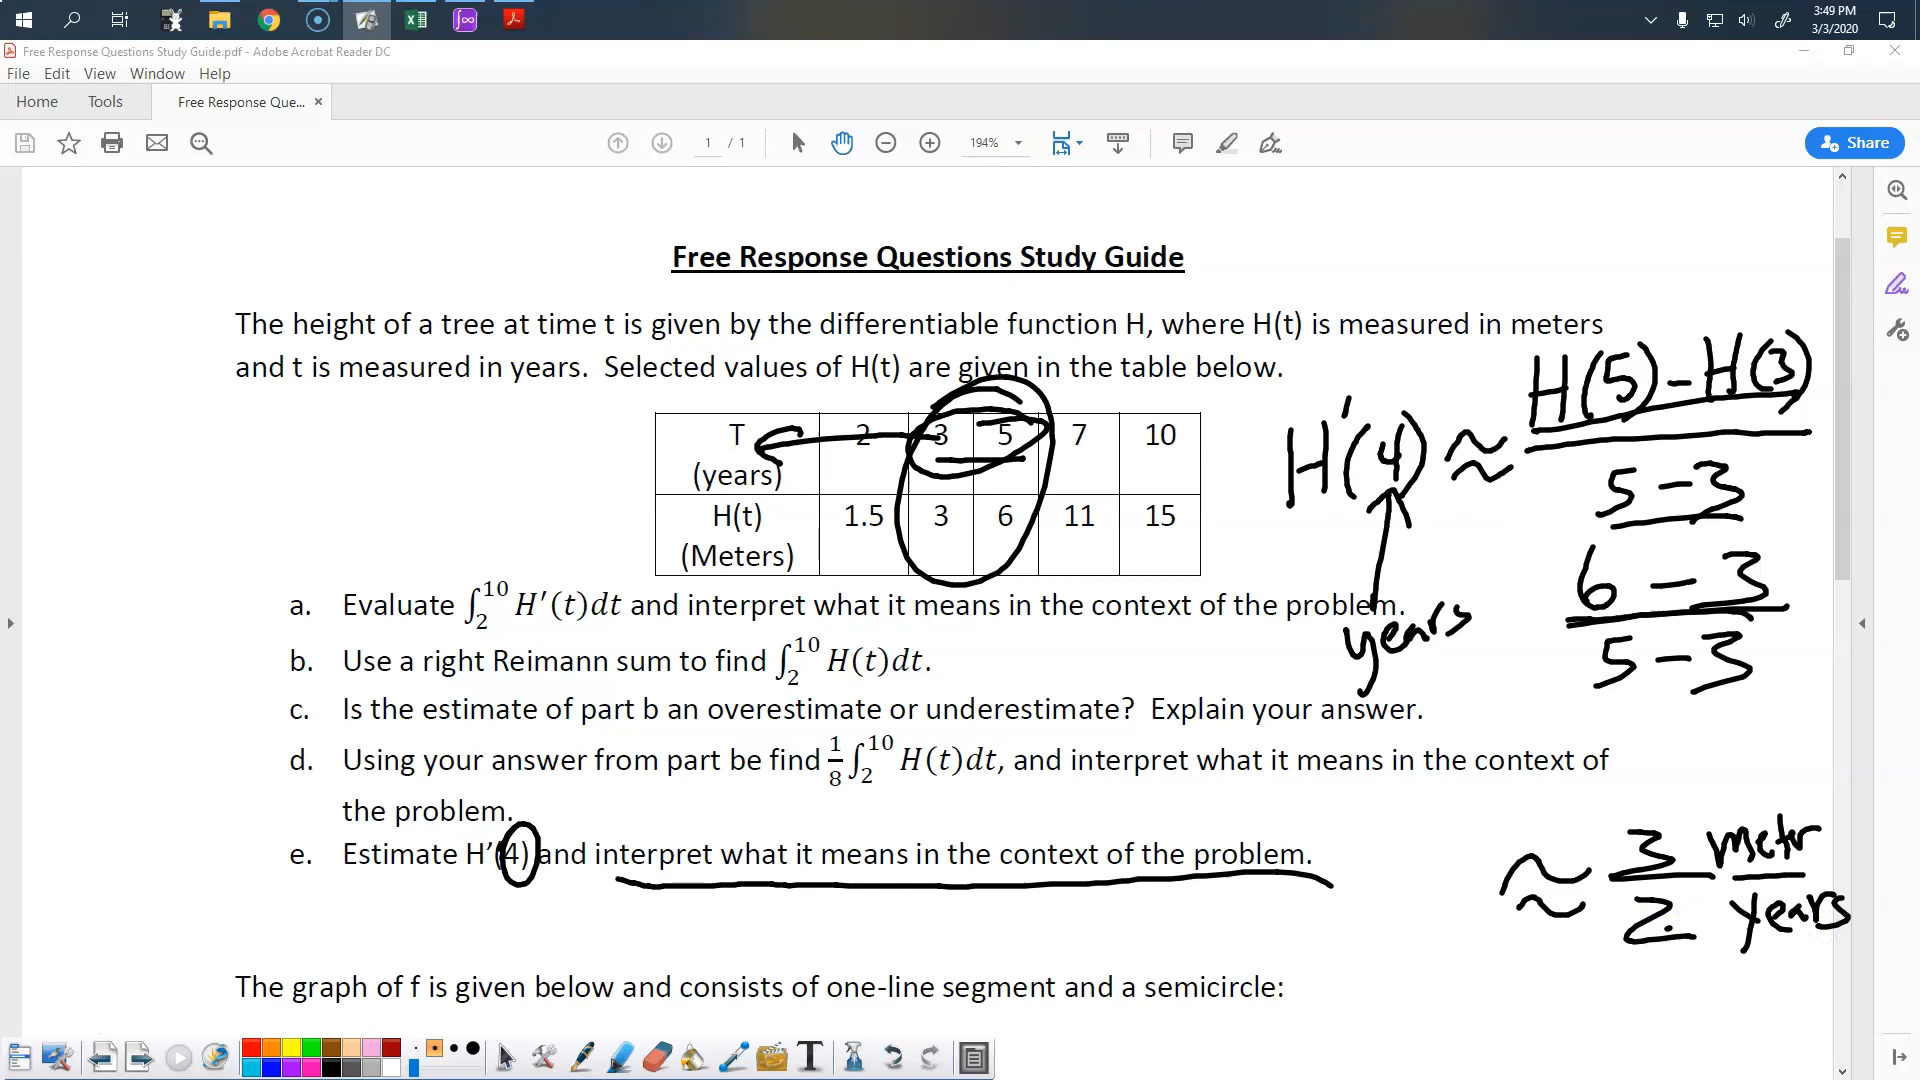 3:49 PM
3/3/2020
Free Response Questions Study Guide.pdf - Adobe Acrobat Reader DC
File Edit View Window Help
Home Tools Free Response Que... ×
1 / 1 194% Share
Free Response Questions Study Guide
The height of a tree at time t is given by the differentiable function H, where H(t) is measured in meters
and t is measured in years. Selected values of H(t) are given in the table below.
T (years) 2 3 5 7 10
H(t) (Meters) 1.5 3 6 11 15
H'(4) ≈ H(5) - H(3)
5 - 3
6 - 3
5 - 3
years
a. Evaluate ∫₂¹⁰ H′(t)dt and interpret what it means in the context of the problem.
b. Use a right Reimann sum to find ∫₂¹⁰ H(t)dt.
c. Is the estimate of part b an overestimate or underestimate? Explain your answer.
d. Using your answer from part be find 1/8 ∫₂¹⁰ H(t)dt, and interpret what it means in the context of
the problem.
e. Estimate H'(4) and interpret what it means in the context of the problem.
≈ 3 meter
2 years
The graph of f is given below and consists of one-line segment and a semicircle: